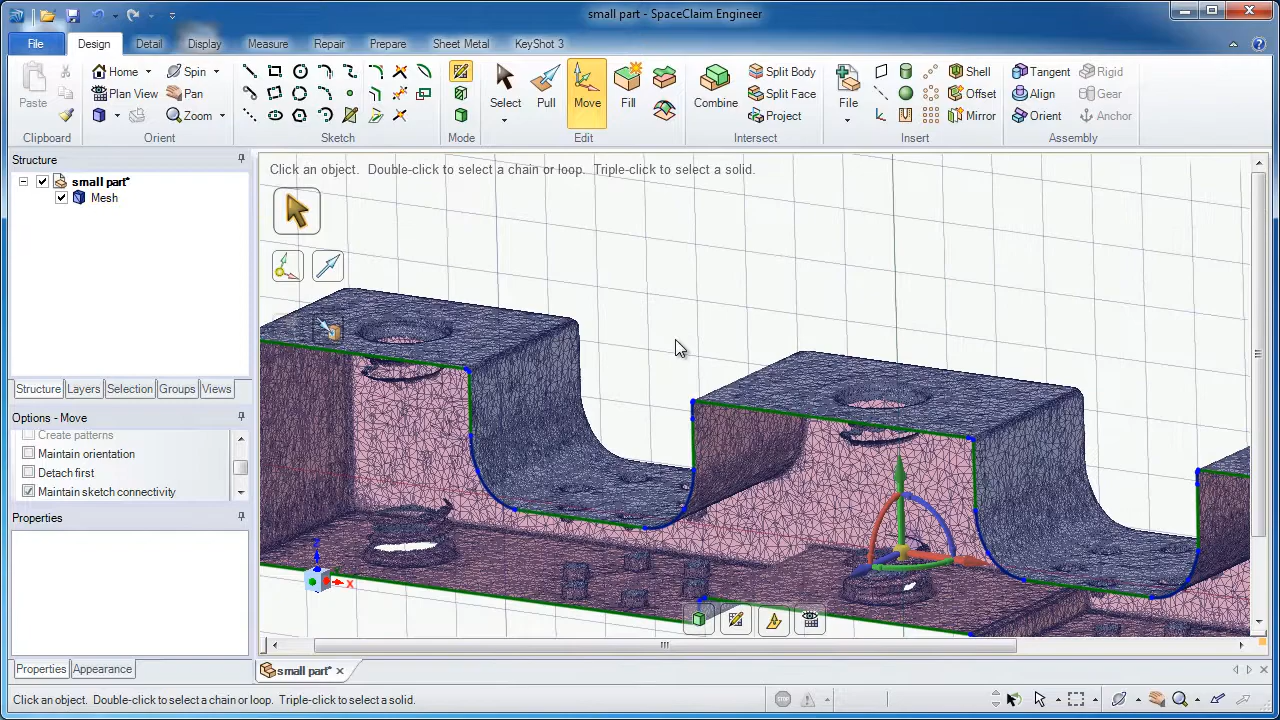 small part - SpaceClaim Engineer
File Design Detail Display Measure Repair Prepare Sheet Metal KeyShot 3
Paste
Home Spin
Plan View Pan
Zoom
Select Pull Move Fill
Combine
Split Body
Split Face
Project
File
Shell
Offset
Mirror
Tangent Rigid
Align Gear
Orient Anchor
Clipboard Orient Sketch Mode Edit Intersect Insert Assembly
Structure
small part*
Mesh
Click an object. Double-click to select a chain or loop. Triple-click to select a solid.
Structure Layers Selection Groups Views
Options - Move
Create patterns
Maintain orientation
Detach first
Maintain sketch connectivity
Properties
Z
X
Properties Appearance
small part*
Click an object. Double-click to select a chain or loop. Triple-click to select a solid.